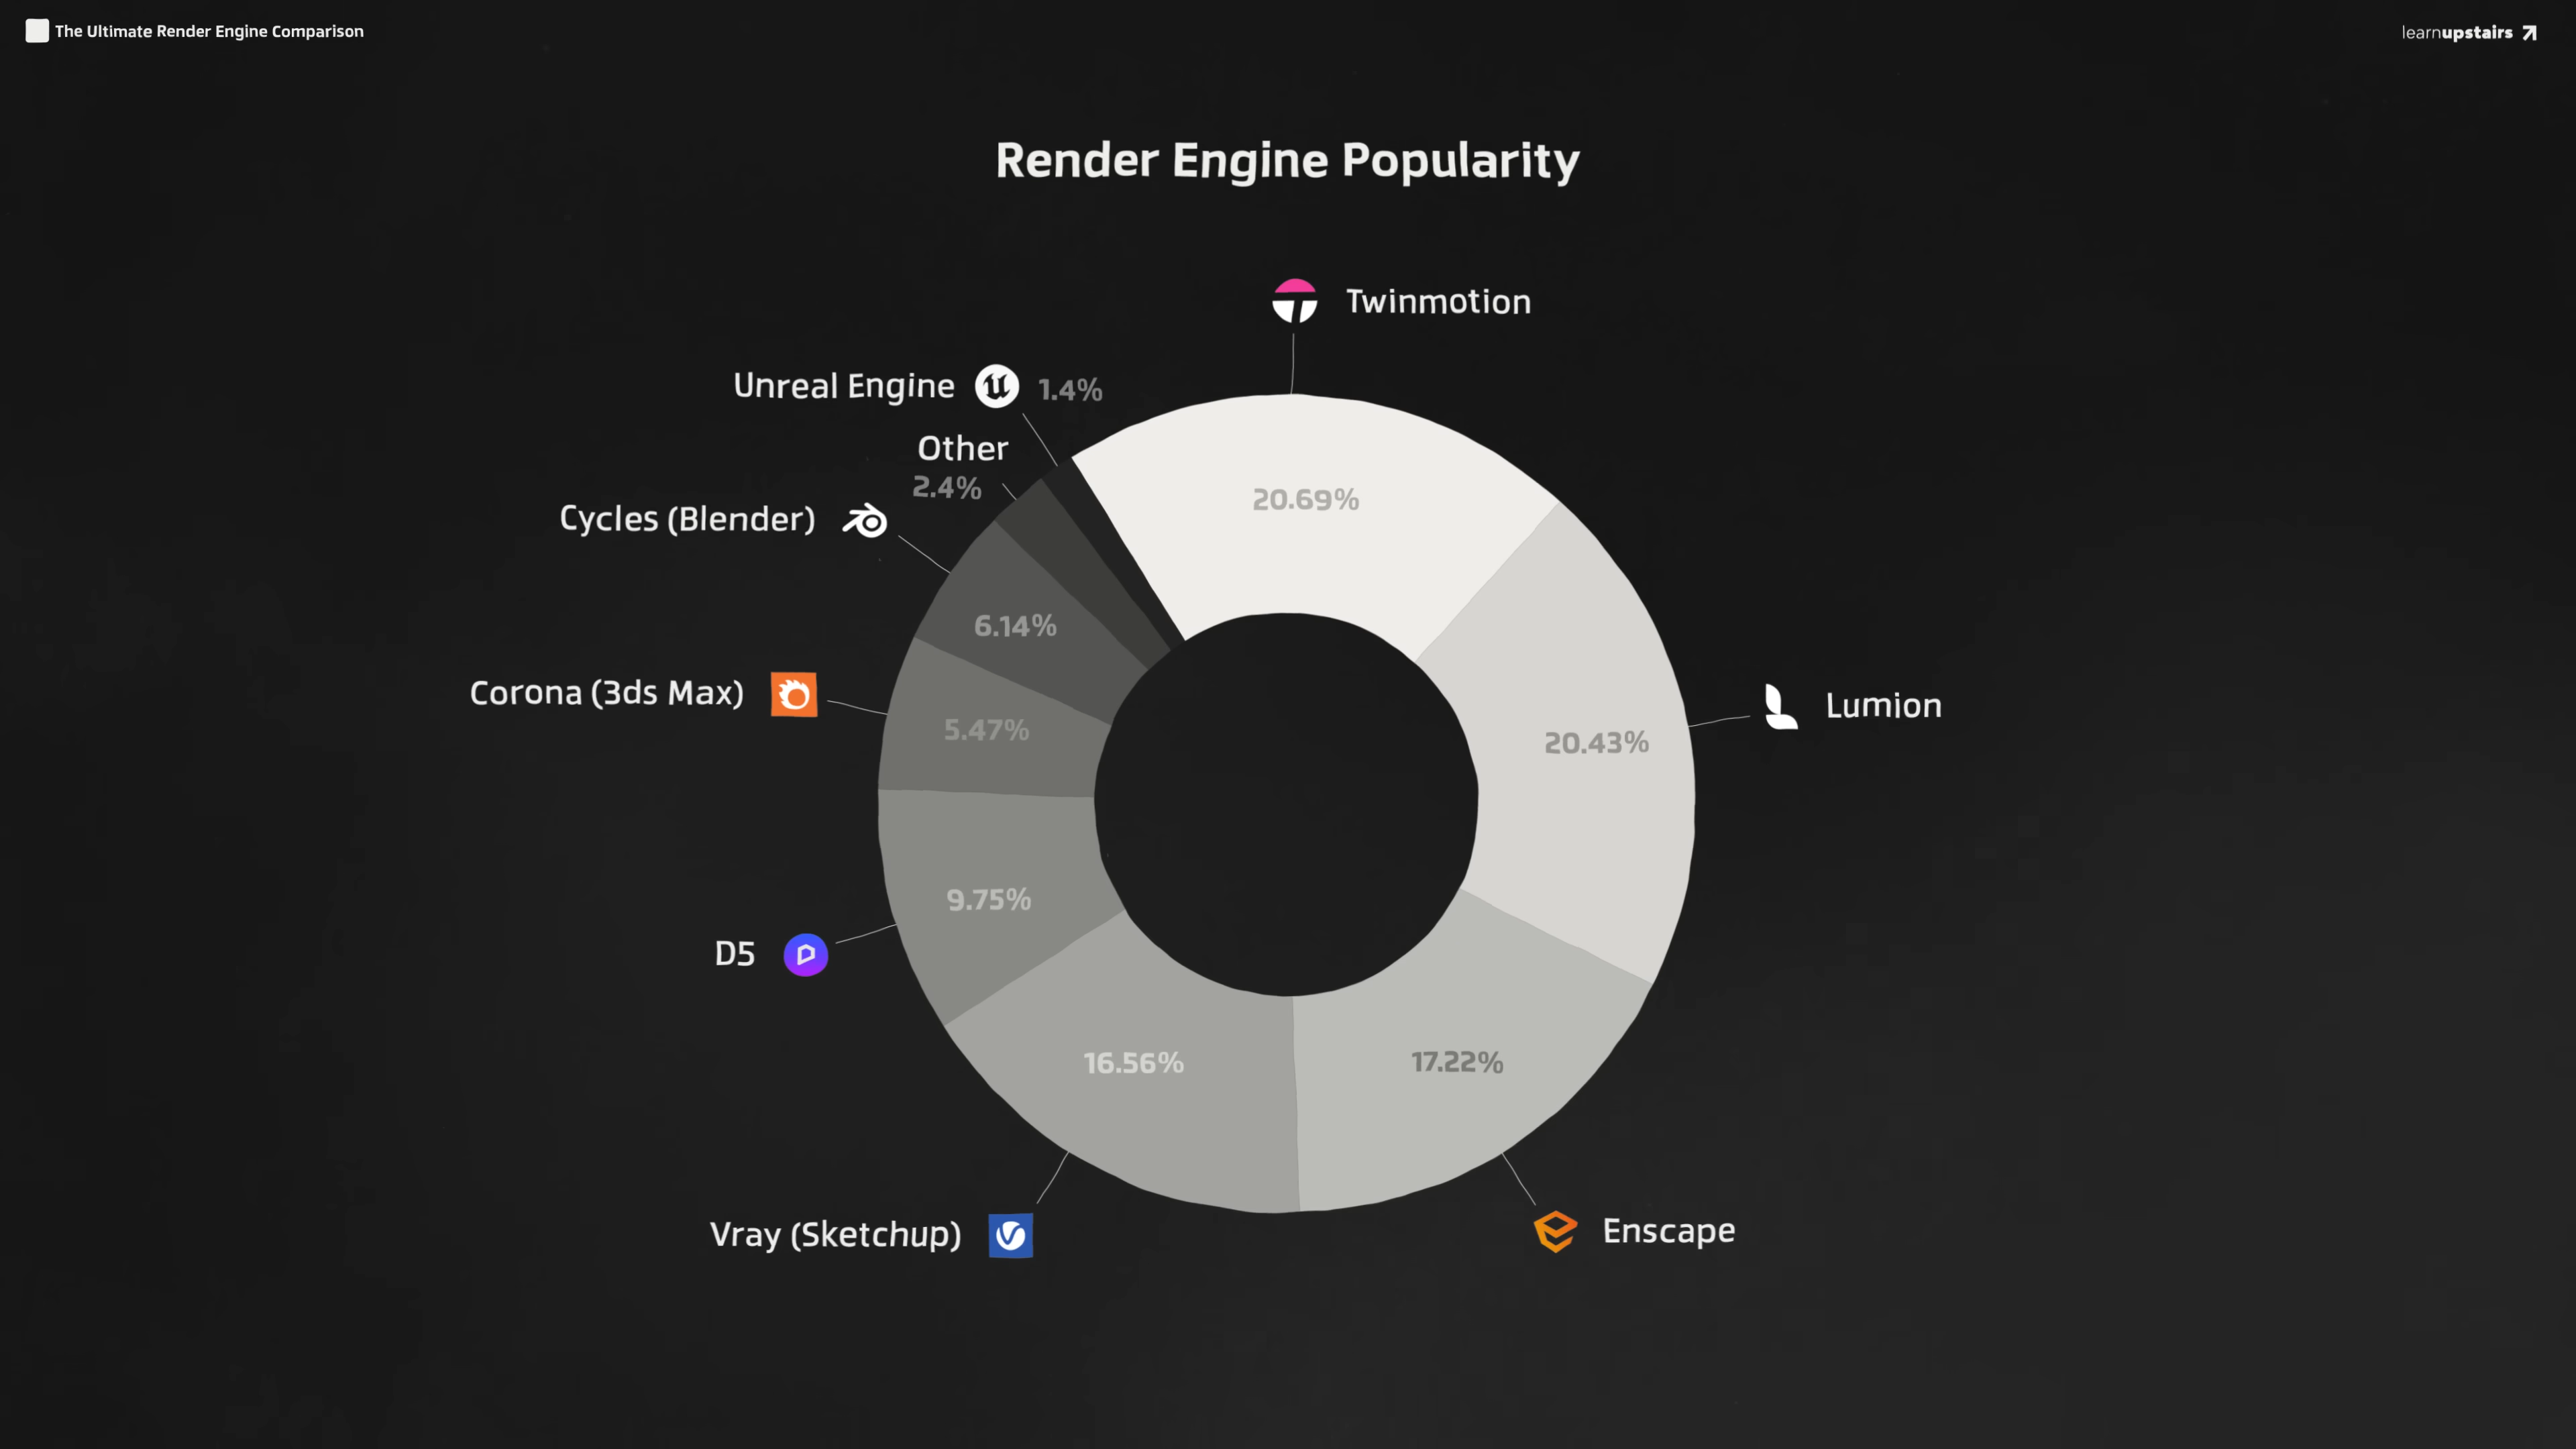 The Ultimate Render Engine Comparison
learnupstairs
Render Engine Popularity
Twinmotion
20.69%
Unreal Engine 1.4%
Other
2.4%
Cycles (Blender)
6.14%
Corona (3ds Max)
5.47%
Lumion
20.43%
9.75%
D5
16.56%
17.22%
Vray (Sketchup)
Enscape